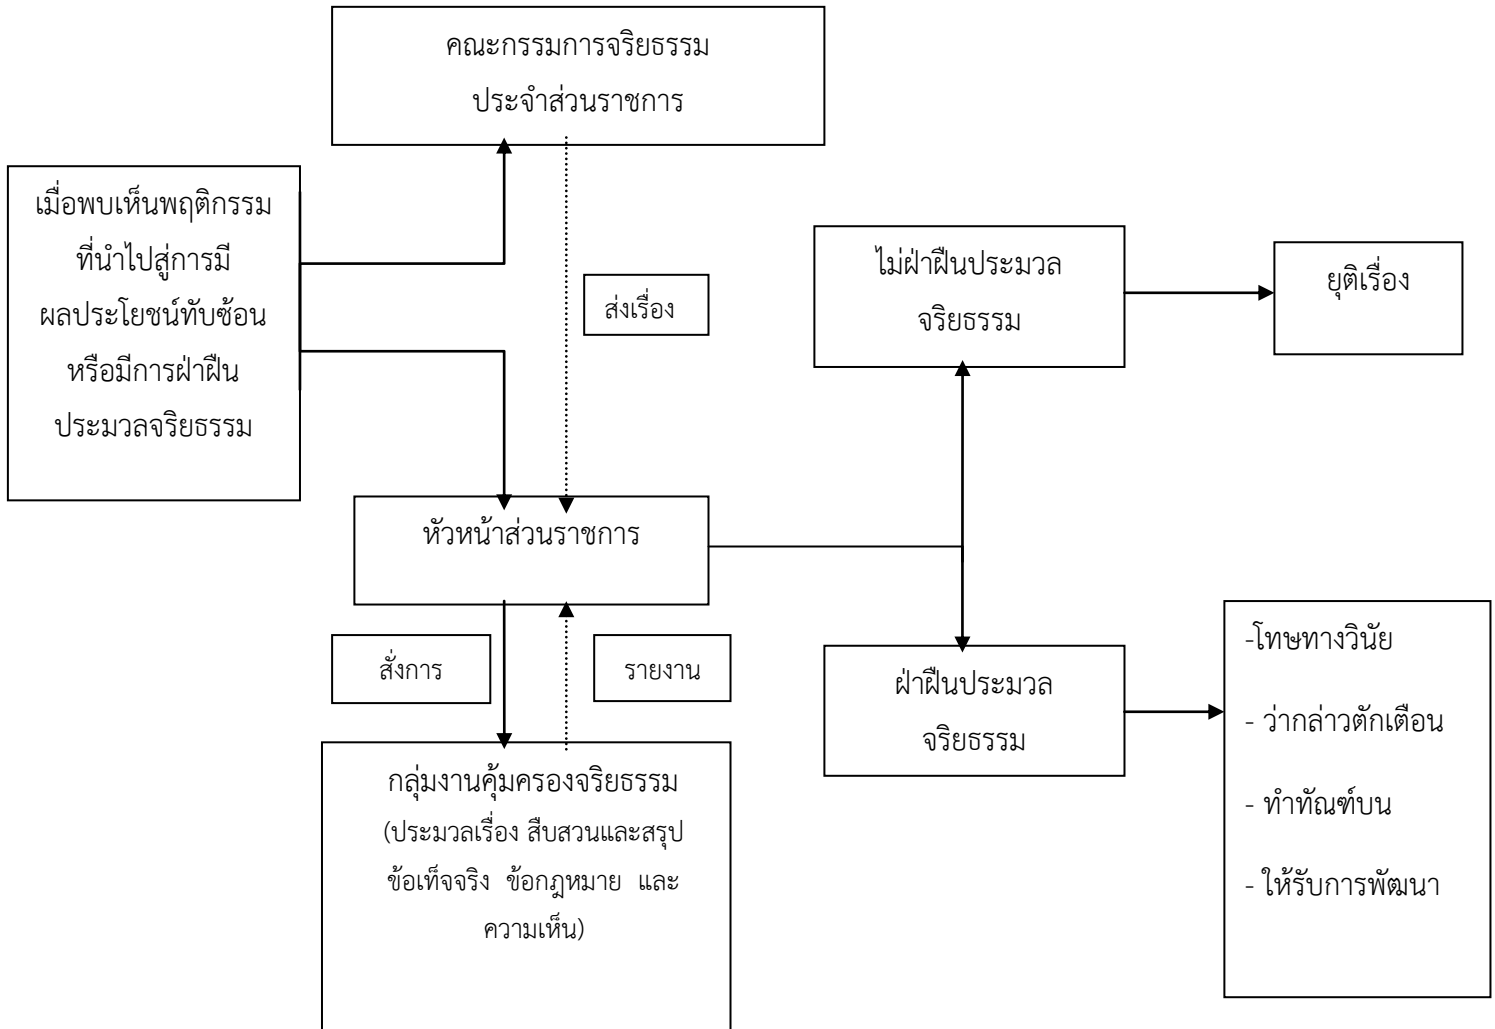 คณะกรรมการจริยธรรม
ประจำส่วนราชการ
เมื่อพบเห็นพฤติกรรม
ที่นำไปสู่การมี
ผลประโยชน์ทับซ้อน
หรือมีการฝ่าฝืน
ประมวลจริยธรรม
ส่งเรื่อง
ไม่ฝ่าฝืนประมวล
จริยธรรม
ยุติเรื่อง
หัวหน้าส่วนราชการ
สั่งการ
รายงาน
ฝ่าฝืนประมวล
จริยธรรม
-โทษทางวินัย
- ว่ากล่าวตักเตือน
- ทำทัณฑ์บน
- ให้รับการพัฒนา
กลุ่มงานคุ้มครองจริยธรรม
(ประมวลเรื่อง สืบสวนและสรุป
ข้อเท็จจริง ข้อกฎหมาย และ
ความเห็น)